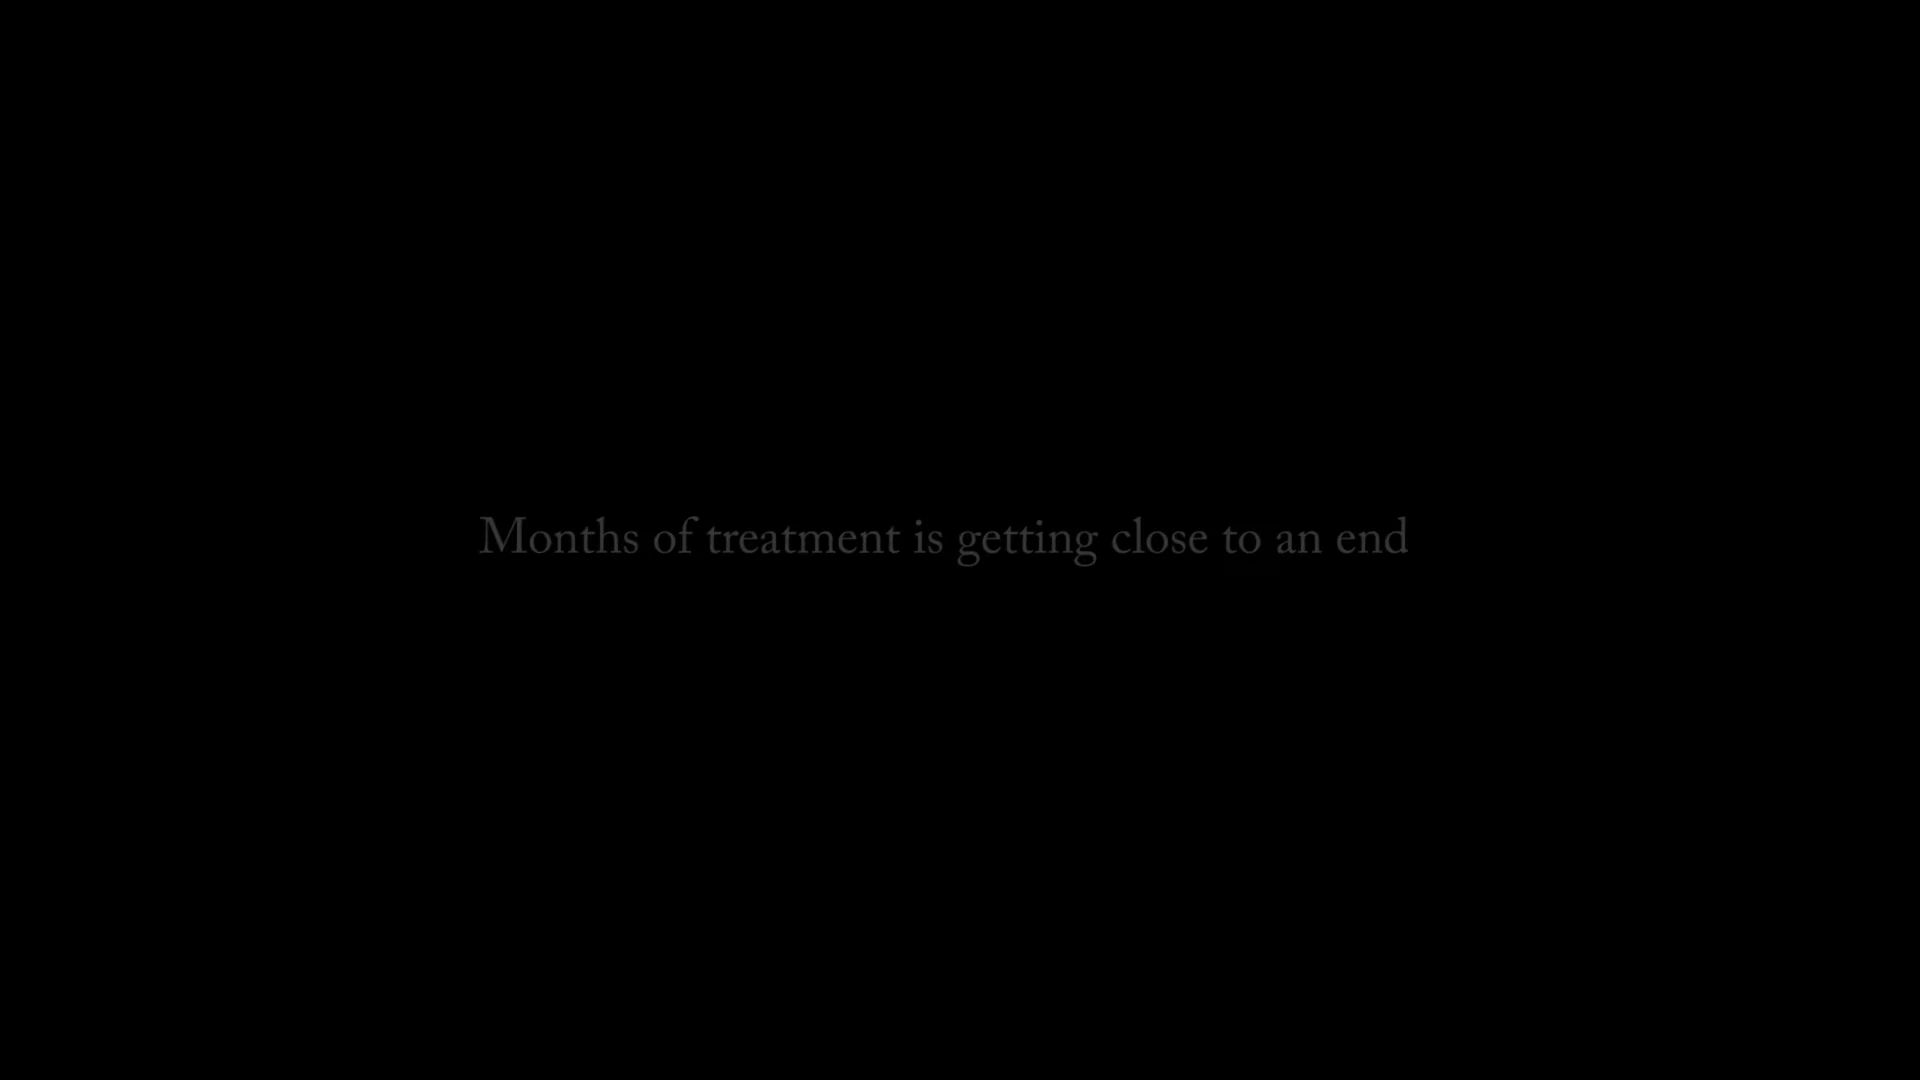 Months of treatment is getting close to an end